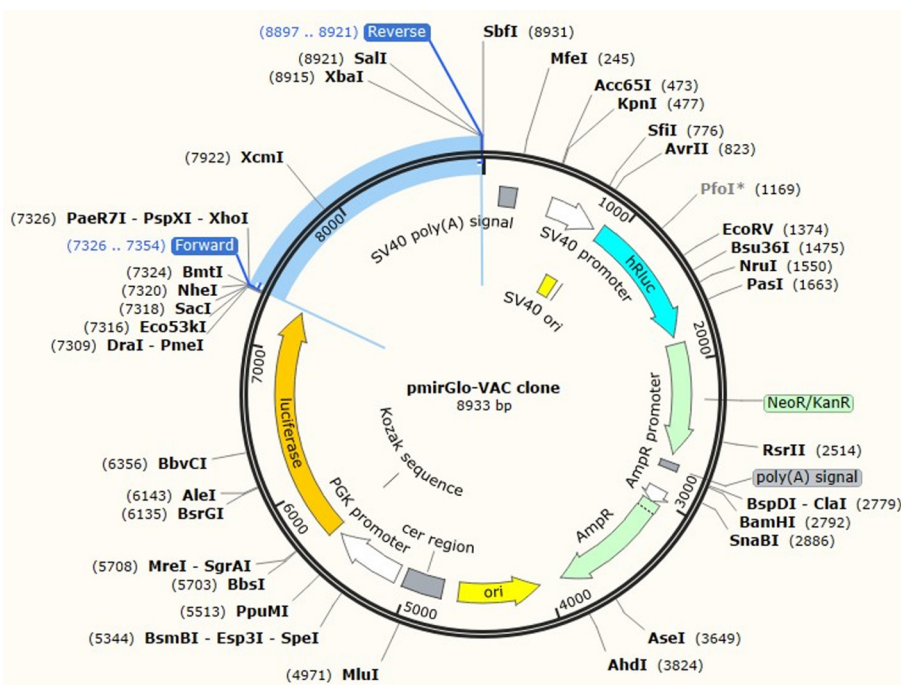 (8897 .. 8921) Reverse
SbfI (8931)
(8921) SalI
(8915) XbaI
MfeI (245)
Acc65I (473)
KpnI (477)
SfiI (776)
AvrII (823)
(7922) XcmI
PfoI* (1169)
(7326) PaeR7I - PspXI - XhoI
(7326 .. 7354) Forward
(7324) BmtI
(7320) NheI
(7318) SacI
(7316) Eco53kI
(7309) DraI - PmeI
EcoRV (1374)
Bsu36I (1475)
NruI (1550)
PasI (1663)
SV40 poly(A) signal
SV40 promoter
hRluc
SV40 ori
1000
2000
3000
4000
5000
6000
7000
8000
pmirGlo-VAC clone
8933 bp
NeoR/KanR
AmpR promoter
RsrII (2514)
poly(A) signal
BspDI - ClaI (2779)
BamHI (2792)
SnaBI (2886)
AmpR
luciferase
Kozak sequence
PGK promoter
cer region
ori
(6356) BbvCI
(6143) AleI
(6135) BsrGI
(5708) MreI - SgrAI
(5703) BbsI
(5513) PpuMI
(5344) BsmBI - Esp3I - SpeI
(4971) MluI
AseI (3649)
AhdI (3824)